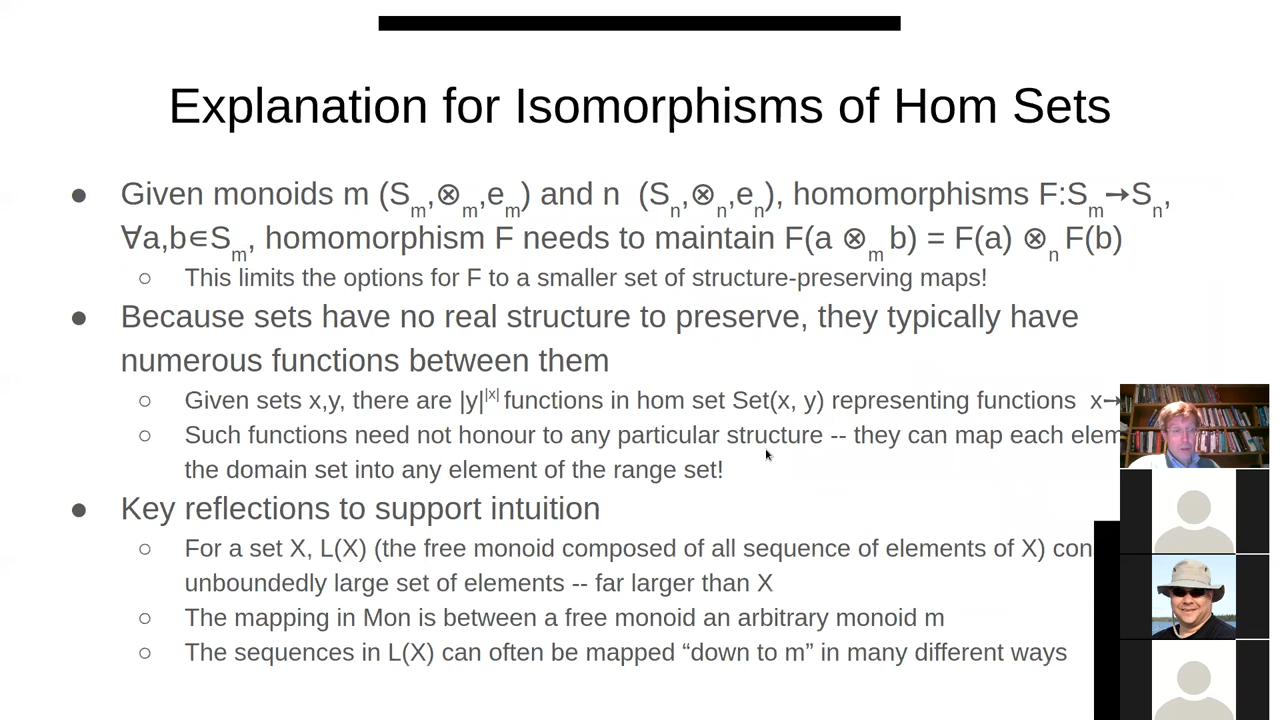 Explanation for Isomorphisms of Hom Sets
● Given monoids m (Sₘ,⊗ₘ,eₘ) and n (Sₙ,⊗ₙ,eₙ), homomorphisms F:Sₘ→Sₙ,
∀a,b∈Sₘ, homomorphism F needs to maintain F(a ⊗ₘ b) = F(a) ⊗ₙ F(b)
○ This limits the options for F to a smaller set of structure-preserving maps!
● Because sets have no real structure to preserve, they typically have
numerous functions between them
○ Given sets x,y, there are |y|^|x| functions in hom set Set(x, y) representing functions x→
○ Such functions need not honour to any particular structure -- they can map each
the domain set into any element of the range set!
● Key reflections to support intuition
○ For a set X, L(X) (the free monoid composed of all sequence of elements of X)
unboundedly large set of elements -- far larger than X
○ The mapping in Mon is between a free monoid an arbitrary monoid m
○ The sequences in L(X) can often be mapped “down to m” in many different ways